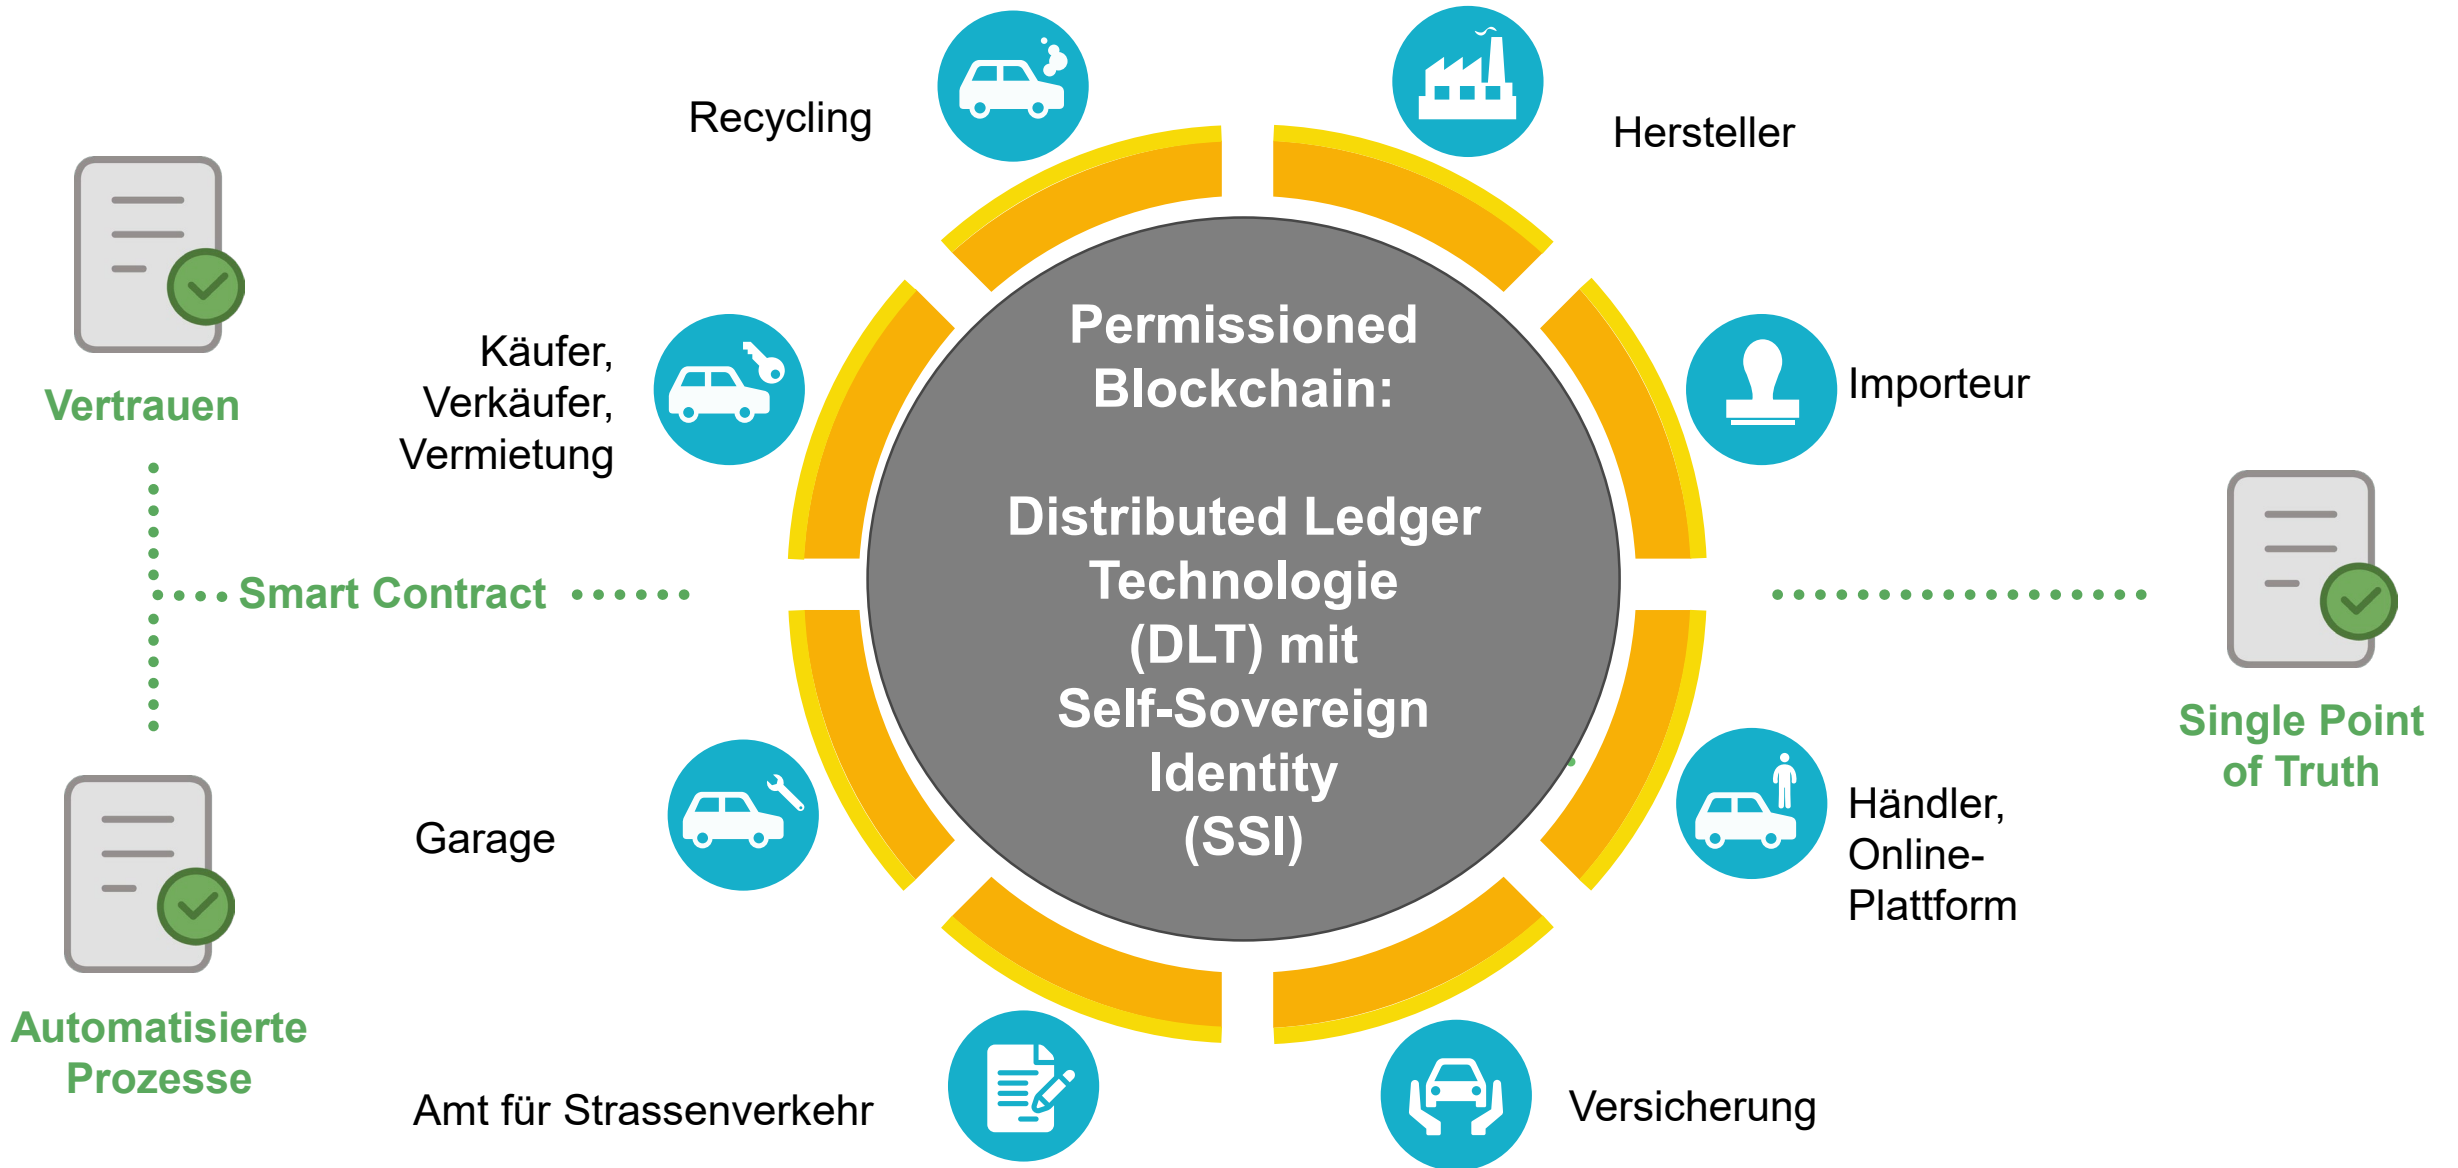 Recycling
Hersteller
Käufer,
Verkäufer,
Vermietung
Importeur
Vertrauen
Permissioned
Blockchain:
Distributed Ledger
Technologie
(DLT) mit
Self-Sovereign
Identity
(SSI)
Smart Contract
Single Point
of Truth
Garage
Händler,
Online-
Plattform
Automatisierte
Prozesse
Amt für Strassenverkehr
Versicherung